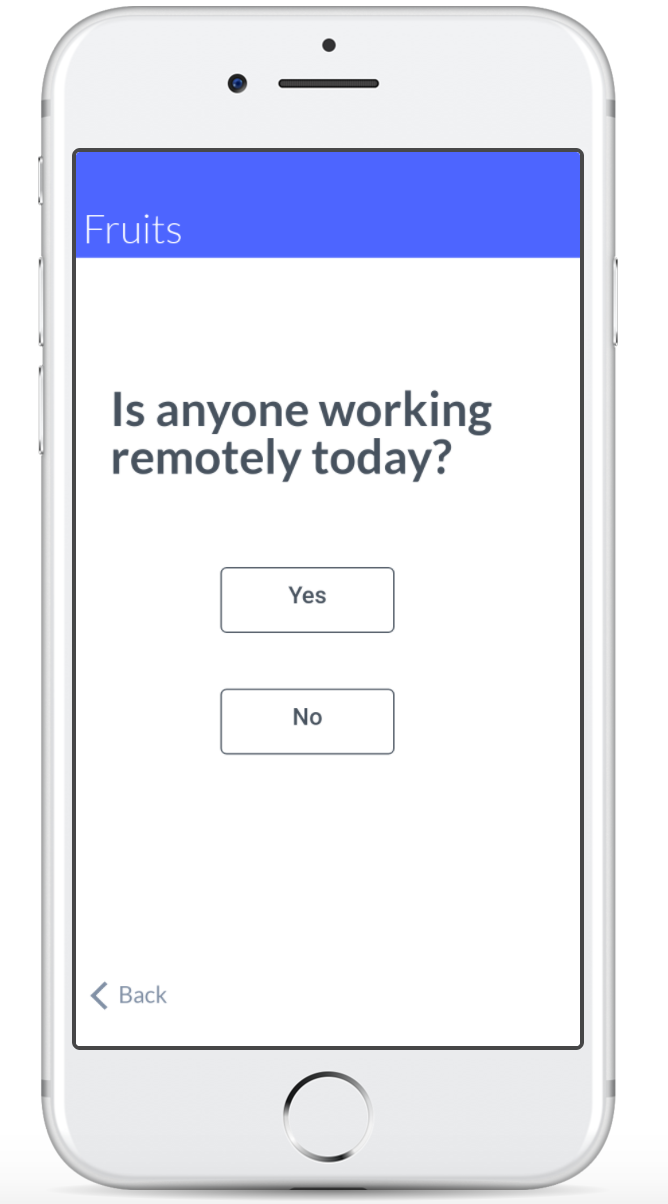 Fruits
Is anyone working
remotely today?
Yes
No
Back